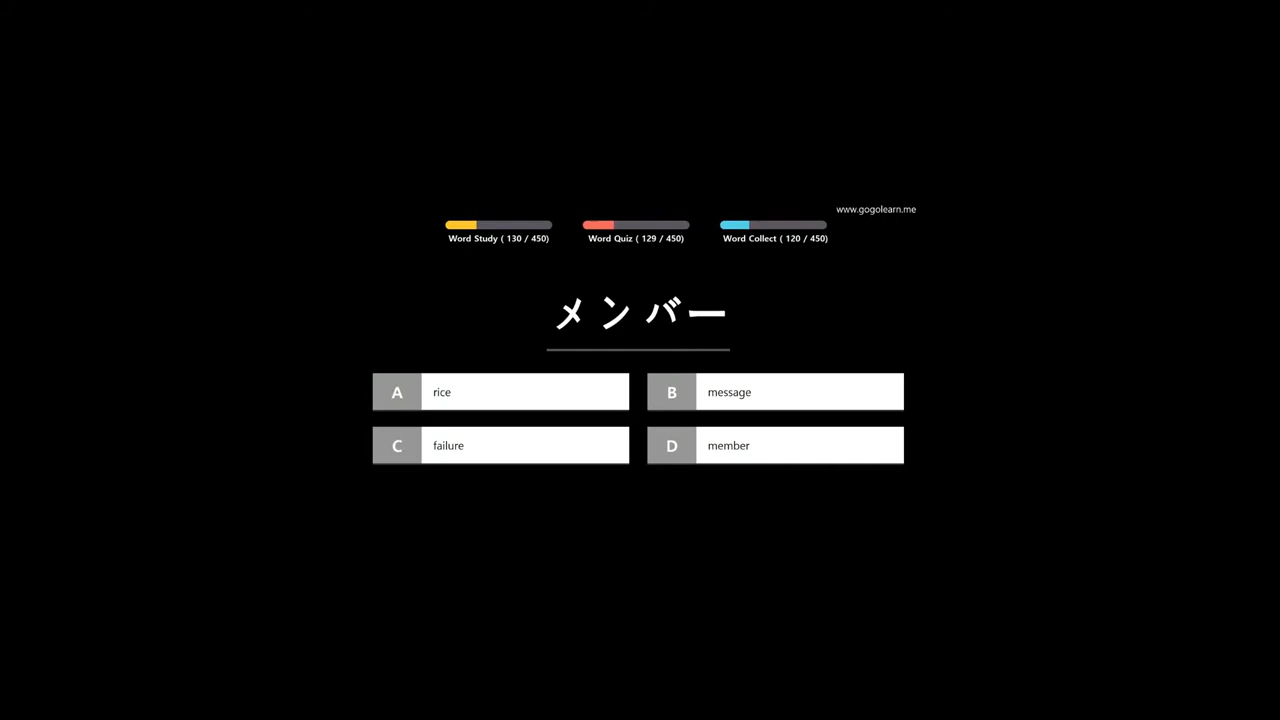 www.gogolearn.me
Word Study ( 130 / 450)
Word Quiz ( 129 / 450)
Word Collect ( 120 / 450)
メンバー
A rice
B message
C failure
D member